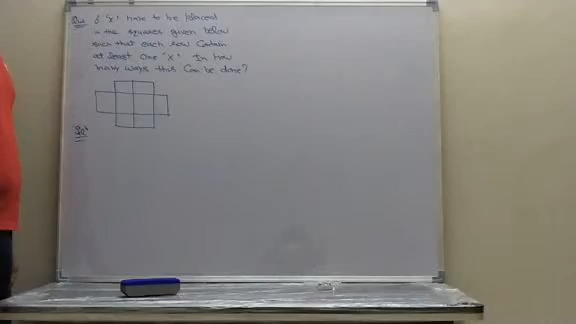 Que 6 'X' have to be placed
in the squares given below
such that each row contain
at least one "X". In how
many ways this can be done?
Sol: